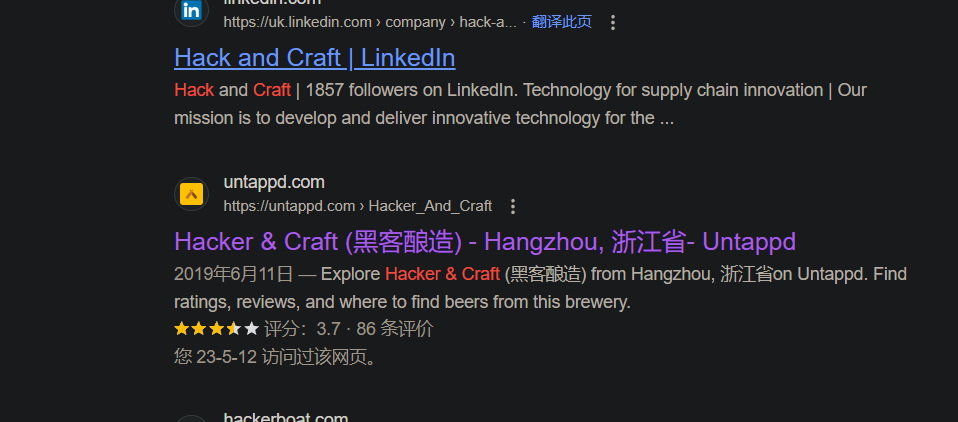 linkedin.com
https://uk.linkedin.com › company › hack-a... · 翻译此页
Hack and Craft | LinkedIn
Hack and Craft | 1857 followers on LinkedIn. Technology for supply chain innovation | Our
mission is to develop and deliver innovative technology for the ...
untappd.com
https://untappd.com › Hacker_And_Craft
Hacker & Craft (黑客酿造) - Hangzhou, 浙江省- Untappd
2019年6月11日 — Explore Hacker & Craft (黑客酿造) from Hangzhou, 浙江省on Untappd. Find
ratings, reviews, and where to find beers from this brewery.
评分：3.7 · 86 条评价
您 23-5-12 访问过该网页。
hackerboat.com